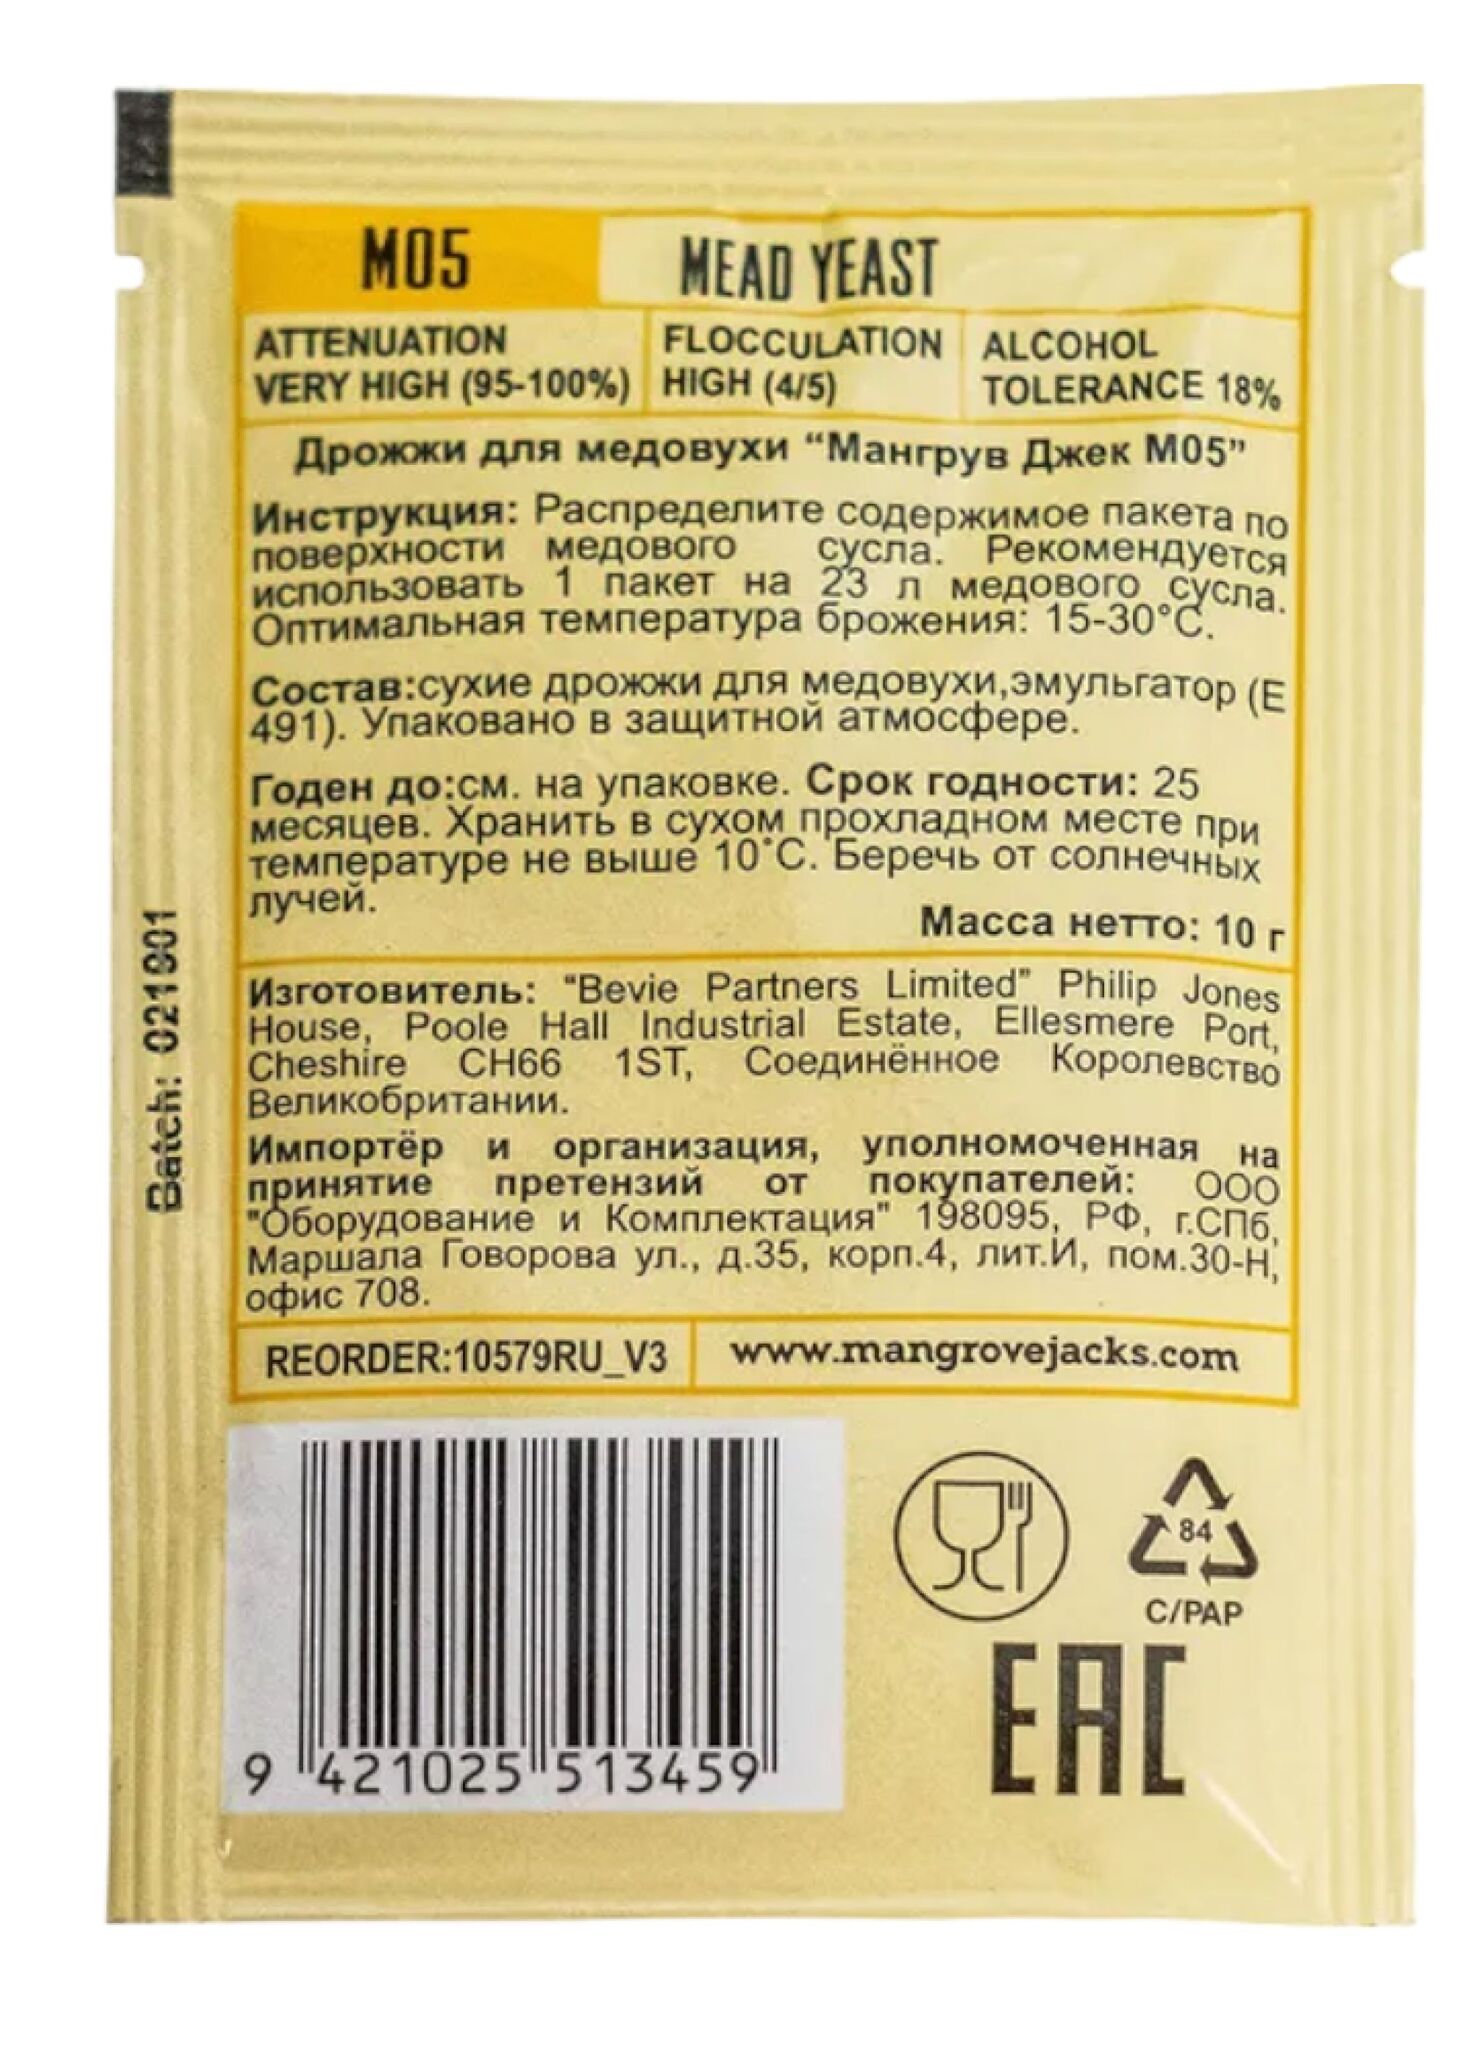 M05
MEAD YEAST
ATTENUATION
VERY HIGH (95-100%)
FLOCCULATION
HIGH (4/5)
ALCOHOL
TOLERANCE 18%
Дрожжи для медовухи “Мангрув Джек М05”
Инструкция: Распределите содержимое пакета по
поверхности медового сусла. Рекомендуется
использовать 1 пакет на 23 л медового сусла.
Оптимальная температура брожения: 15-30°С.
Состав:сухие дрожжи для медовухи,эмульгатор (Е
491). Упаковано в защитной атмосфере.
Годен до:см. на упаковке. Срок годности: 25
месяцев. Хранить в сухом прохладном месте при
температуре не выше 10°С. Беречь от солнечных
лучей.
Масса нетто: 10 г
Изготовитель: “Bevie Partners Limited” Philip Jones
House, Poole Hall Industrial Estate, Ellesmere Port,
Cheshire CH66 1ST, Соединённое Королевство
Великобритании.
Импортёр и организация, уполномоченная на
принятие претензий от покупателей: ООО
"Оборудование и Комплектация" 198095, РФ, г.СПб,
Маршала Говорова ул., д.35, корп.4, лит.И, пом.30-Н,
офис 708.
REORDER:10579RU_V3
www.mangrovejacks.com
Batch: 021901
9 421025 513459
84
C/PAP
EAC